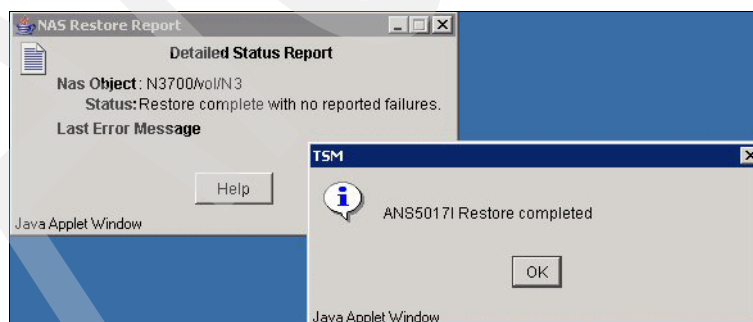 NAS Restore Report
Detailed Status Report
Nas Object: N3700/vol/N3
Status: Restore complete with no reported failures.
Last Error Message
Help
Java Applet Window
TSM
ANS5017I Restore completed
OK
Java Applet Window